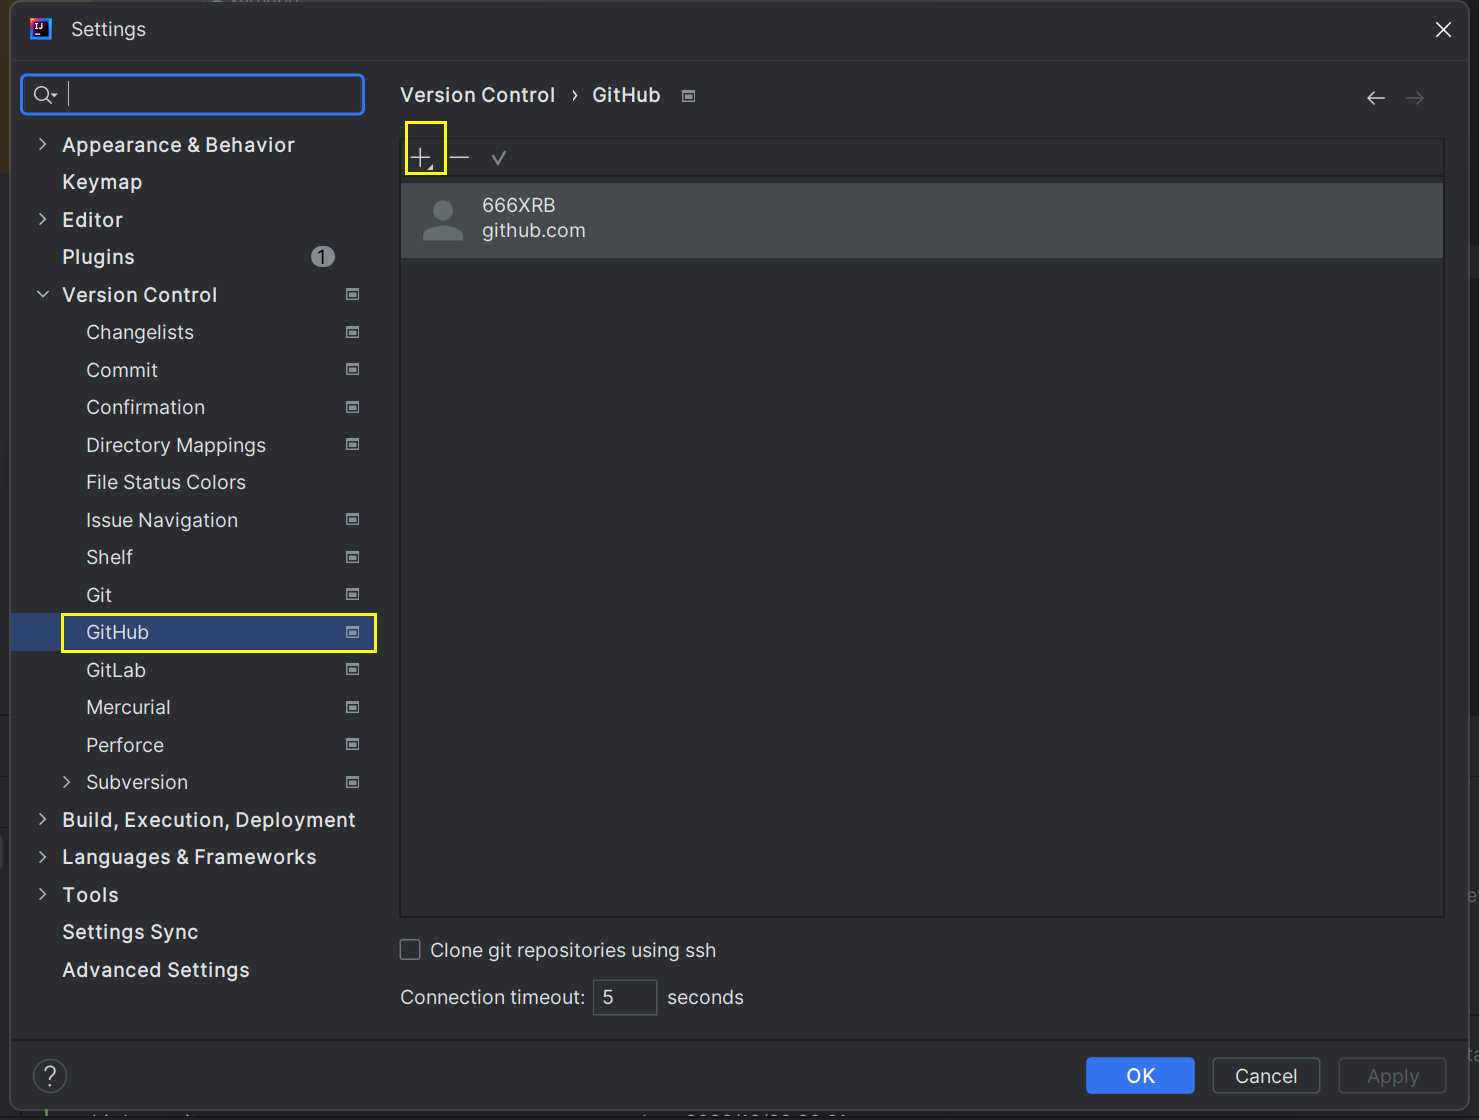 Settings
Version Control › GitHub
Appearance & Behavior
Keymap
Editor
Plugins 1
Version Control
Changelists
Commit
Confirmation
Directory Mappings
File Status Colors
Issue Navigation
Shelf
Git
GitHub
GitLab
Mercurial
Perforce
Subversion
Build, Execution, Deployment
Languages & Frameworks
Tools
Settings Sync
Advanced Settings
666XRB
github.com
Clone git repositories using ssh
Connection timeout: 5 seconds
? OK Cancel Apply